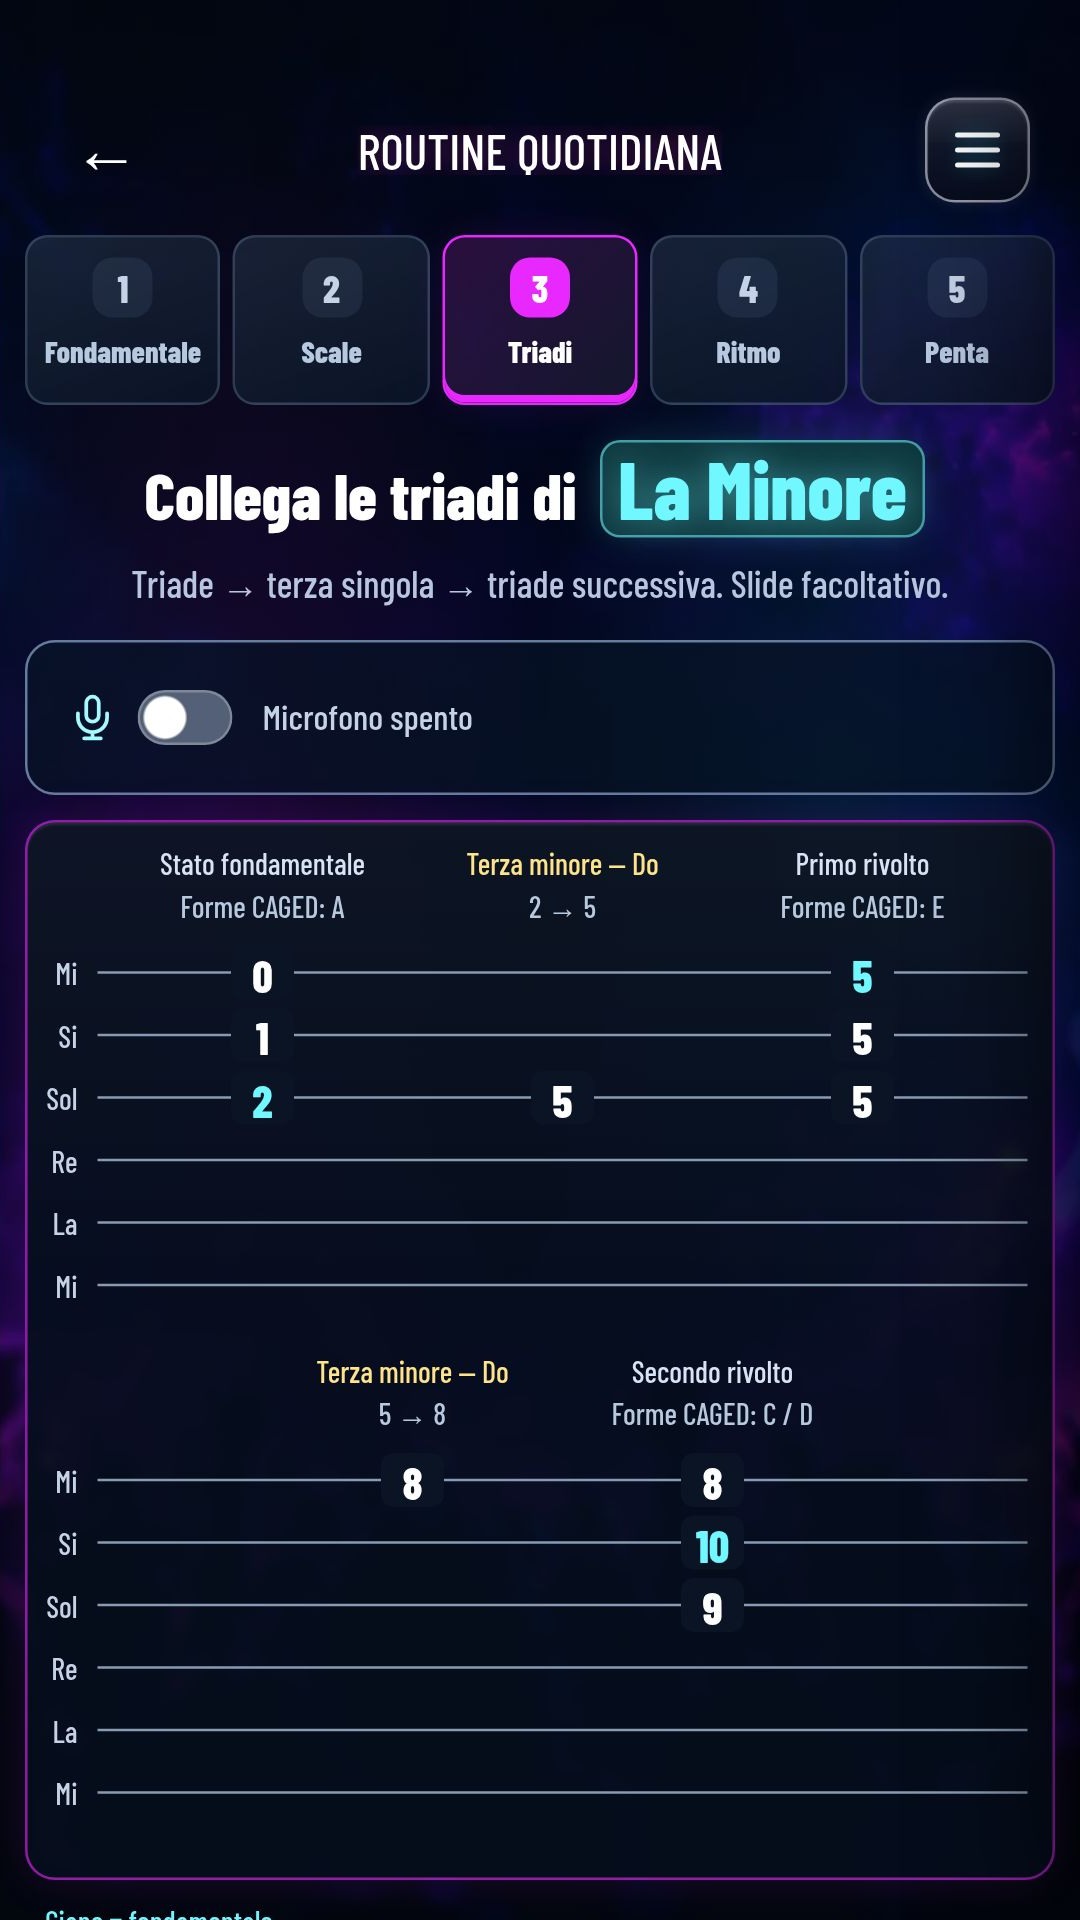 ←
ROUTINE QUOTIDIANA
1
Fondamentale
2
Scale
3
Triadi
4
Ritmo
5
Penta
Collega le triadi di La Minore
Triade → terza singola → triade successiva. Slide facoltativo.
Microfono spento
Stato fondamentale
Forme CAGED: A
Terza minore – Do
2 → 5
Primo rivolto
Forme CAGED: E
Mi 0 5
Si 1 5
Sol 2 5 5
Re
La
Mi
Terza minore – Do
5 → 8
Secondo rivolto
Forme CAGED: C / D
Mi 8 8
Si 10
Sol 9
Re
La
Mi
Ciano = fondamentale